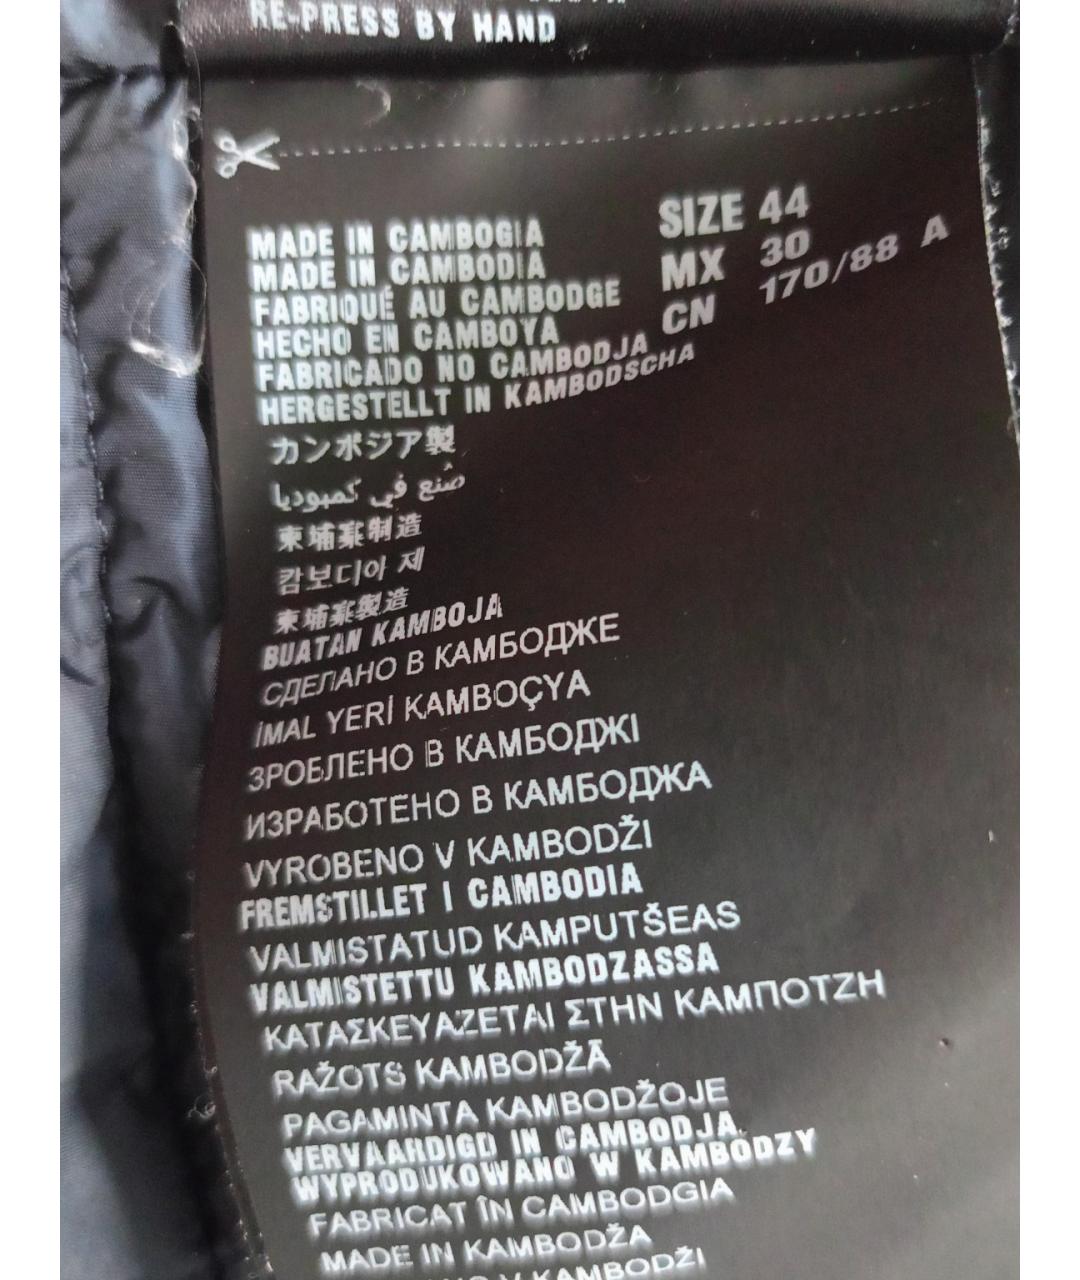 RE-PRESS BY HAND
MADE IN CAMBOGIA
MADE IN CAMBODIA
FABRIQUÉ AU CAMBODGE
HECHO EN CAMBOYA
FABRICADO NO CAMBODJA
HERGESTELLT IN KAMBODSCHA
カンボジア製
صُنع في كمبوديا
柬埔寨制造
캄보디아 제
柬埔寨製造
BUATAN KAMBOJA
СДЕЛАНО В КАМБОДЖЕ
İMAL YERİ KAMBOÇYA
ЗРОБЛЕНО В КАМБОДЖІ
ИЗРАБОТЕНО В КАМБОДЖА
VYROBENO V KAMBODŽI
FREMSTILLET I CAMBODIA
VALMISTATUD KAMPUTŠEAS
VALMISTETTU KAMBODZASSA
ΚΑΤΑΣΚΕΥΑΖΕΤΑΙ ΣΤΗΝ ΚΑΜΠΟΤΖΗ
RAŽOTS KAMBODŽĀ
PAGAMINTA KAMBODŽOJE
VERVAARDIGD IN CAMBODJA.
WYPRODUKOWANO W KAMBODZY
FABRICAT ÎN CAMBODGIA
MADE IN KAMBODŽA
V KAMBODŽI
SIZE 44
MX 30
CN 170/88 A